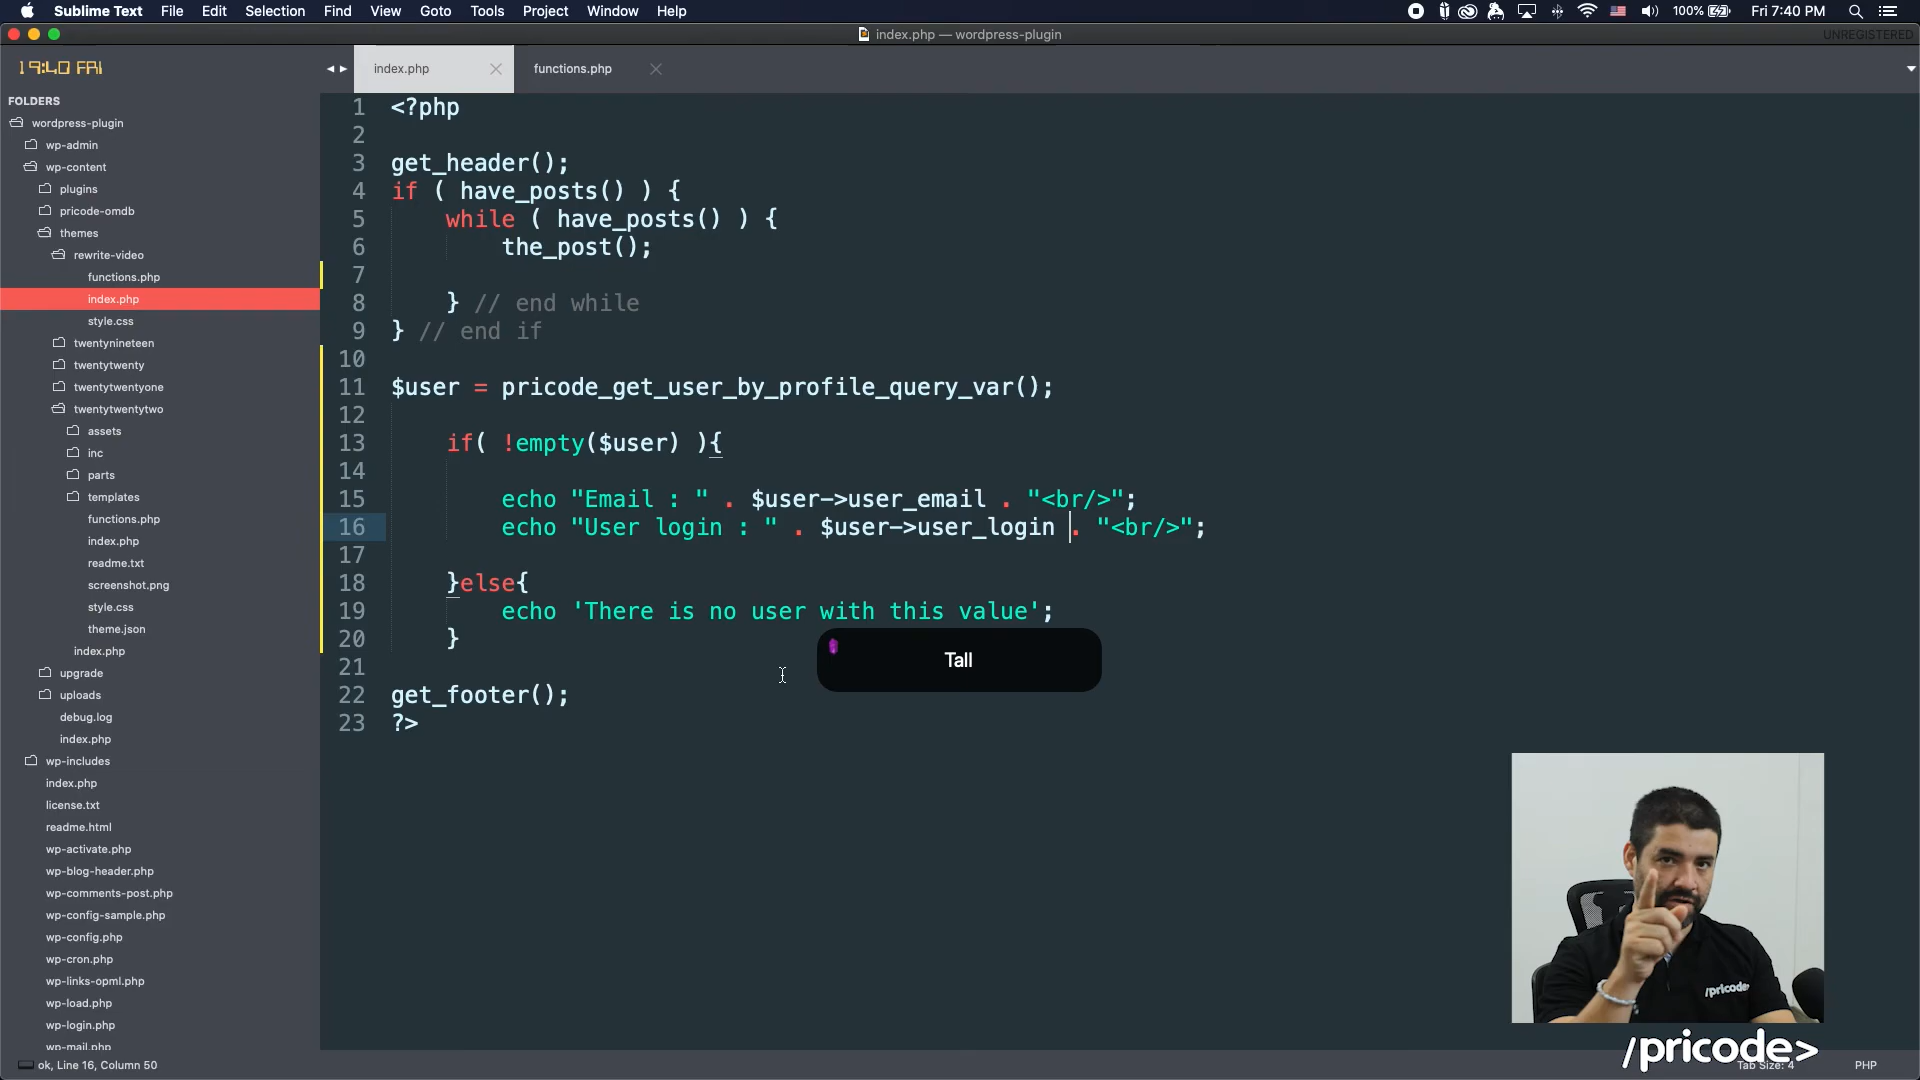 Sublime Text File Edit Selection Find View Goto Tools Project Window Help 100% Fri 7:40 PM
index.php — wordpress-plugin UNREGISTERED
19:40 FRI
index.php functions.php
FOLDERS
wordpress-plugin
wp-admin
wp-content
plugins
pricode-omdb
themes
rewrite-video
functions.php
index.php
style.css
twentynineteen
twentytwenty
twentytwentyone
twentytwentytwo
assets
inc
parts
templates
functions.php
index.php
readme.txt
screenshot.png
style.css
theme.json
index.php
upgrade
uploads
debug.log
index.php
wp-includes
index.php
license.txt
readme.html
wp-activate.php
wp-blog-header.php
wp-comments-post.php
wp-config-sample.php
wp-config.php
wp-cron.php
wp-links-opml.php
wp-load.php
wp-login.php
wp-mail.php
1 <?php
2
3 get_header();
4 if ( have_posts() ) {
5 while ( have_posts() ) {
6 the_post();
7
8 } // end while
9 } // end if
10
11 $user = pricode_get_user_by_profile_query_var();
12
13 if( !empty($user) ){
14
15 echo "Email : " . $user->user_email . "<br/>";
16 echo "User login : " . $user->user_login . "<br/>";
17
18 }else{
19 echo 'There is no user with this value';
20 }
21
22 get_footer();
23 ?>
Tall
/pricode>
/pricode>
ok, Line 16, Column 50 Tab Size: 4 PHP